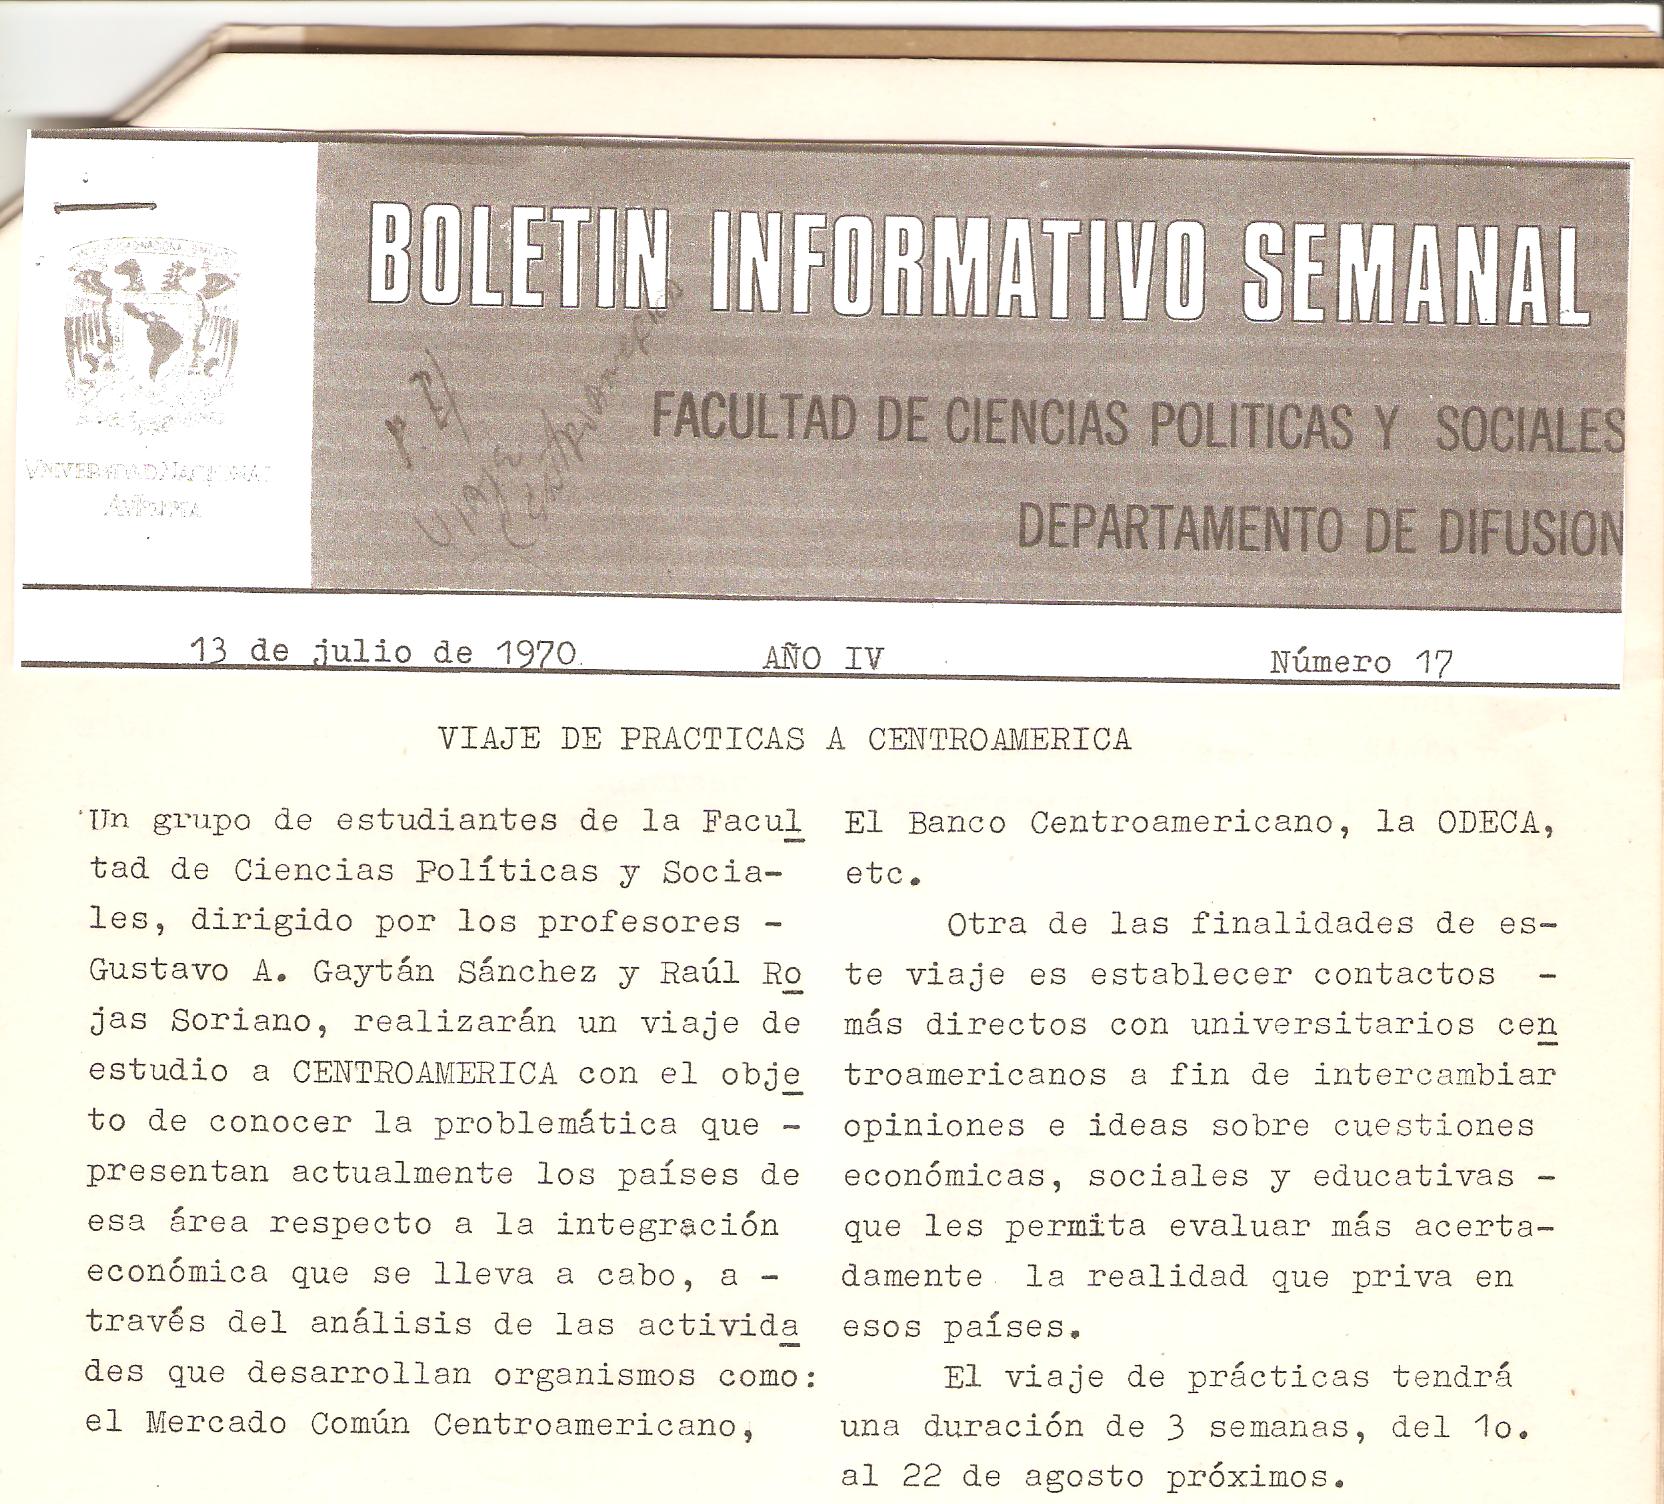 BOLETIN INFORMATIVO SEMANAL
FACULTAD DE CIENCIAS POLITICAS Y SOCIALES
DEPARTAMENTO DE DIFUSION
UNIVERSIDAD NACIONAL
13 de julio de 1970. AÑO IV Número 17
VIAJE DE PRACTICAS A CENTROAMERICA
Un grupo de estudiantes de la Facul
tad de Ciencias Políticas y Socia-
les, dirigido por los profesores -
Gustavo A. Gaytán Sánchez y Raúl Ro
jas Soriano, realizarán un viaje de
estudio a CENTROAMERICA con el obje
to de conocer la problemática que -
presentan actualmente los países de
esa área respecto a la integración
económica que se lleva a cabo, a -
través del análisis de las activida
des que desarrollan organismos como:
el Mercado Común Centroamericano,
El Banco Centroamericano, la ODECA,
etc.
Otra de las finalidades de es-
te viaje es establecer contactos -
más directos con universitarios cen
troamericanos a fin de intercambiar
opiniones e ideas sobre cuestiones
económicas, sociales y educativas -
que les permita evaluar más acerta-
damente la realidad que priva en
esos países.
El viaje de prácticas tendrá
una duración de 3 semanas, del 1o.
al 22 de agosto próximos.